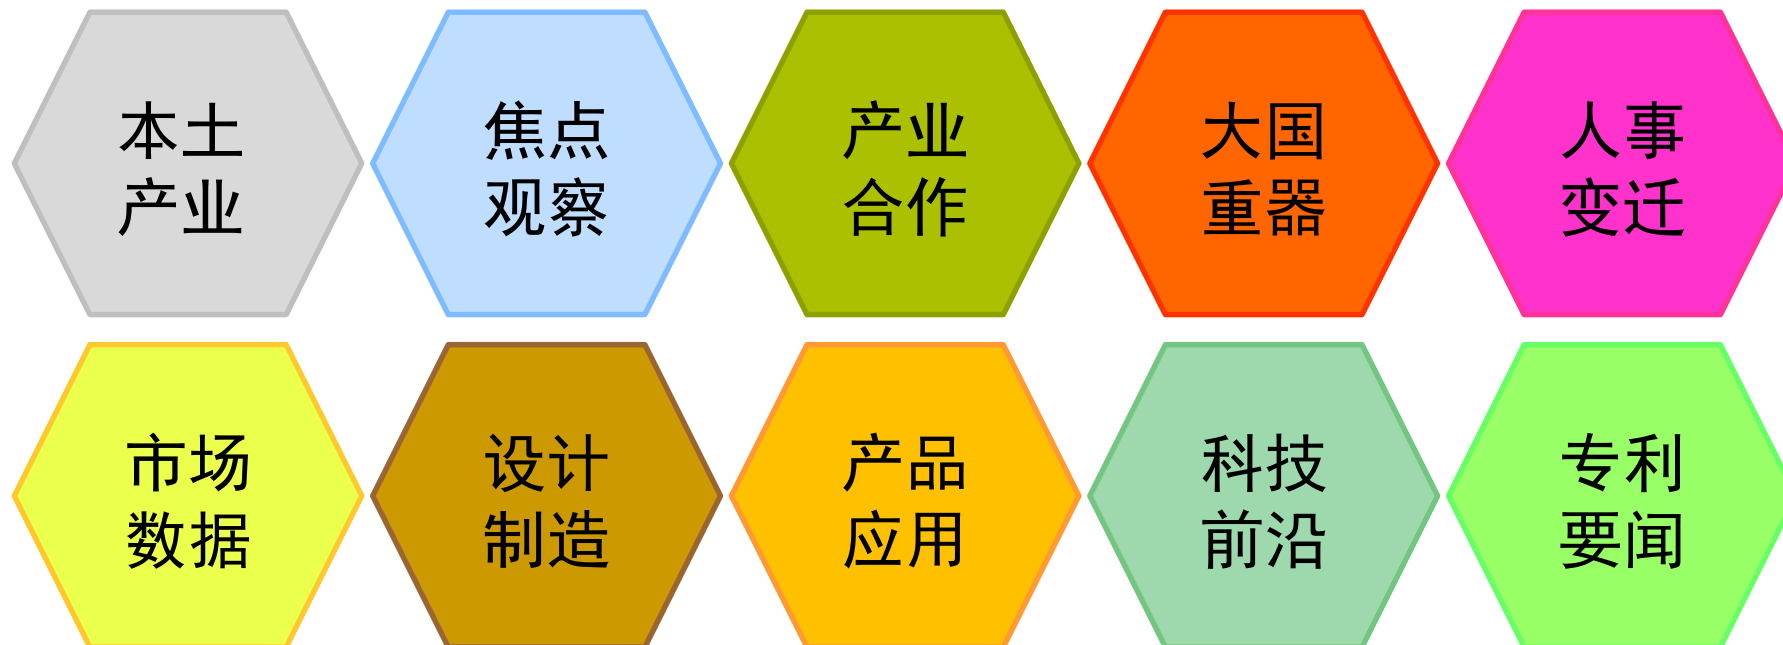 本土
产业
焦点
观察
产业
合作
大国
重器
人事
变迁
市场
数据
设计
制造
产品
应用
科技
前沿
专利
要闻